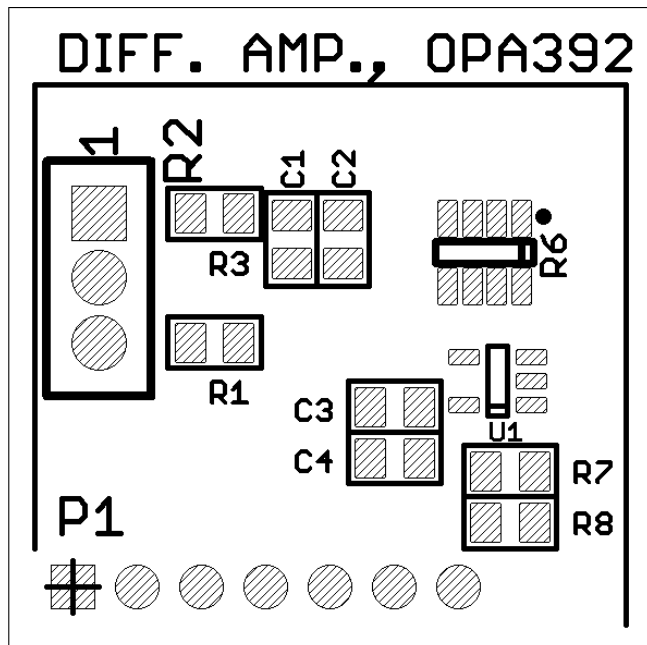 DIFF. AMP., OPA392
1
R2
C1
C2
R3
R6
R1
C3
U1
C4
R7
P1
R8